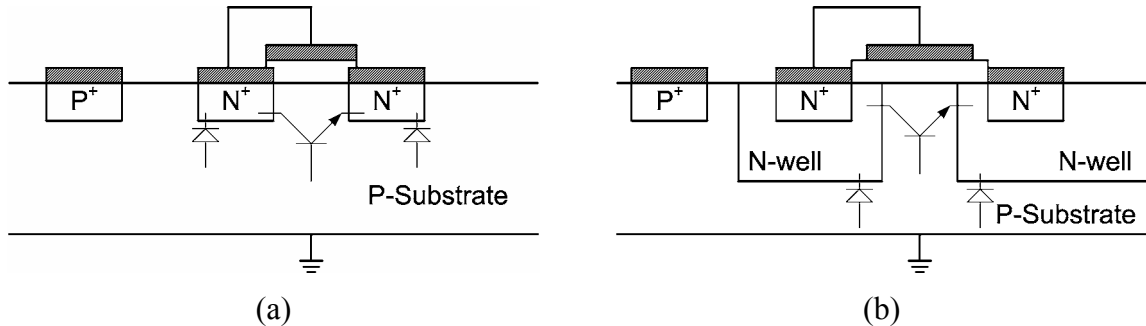 P+
N+
N+
P-Substrate
(a)
P+
N+
N+
N-well
N-well
P-Substrate
(b)